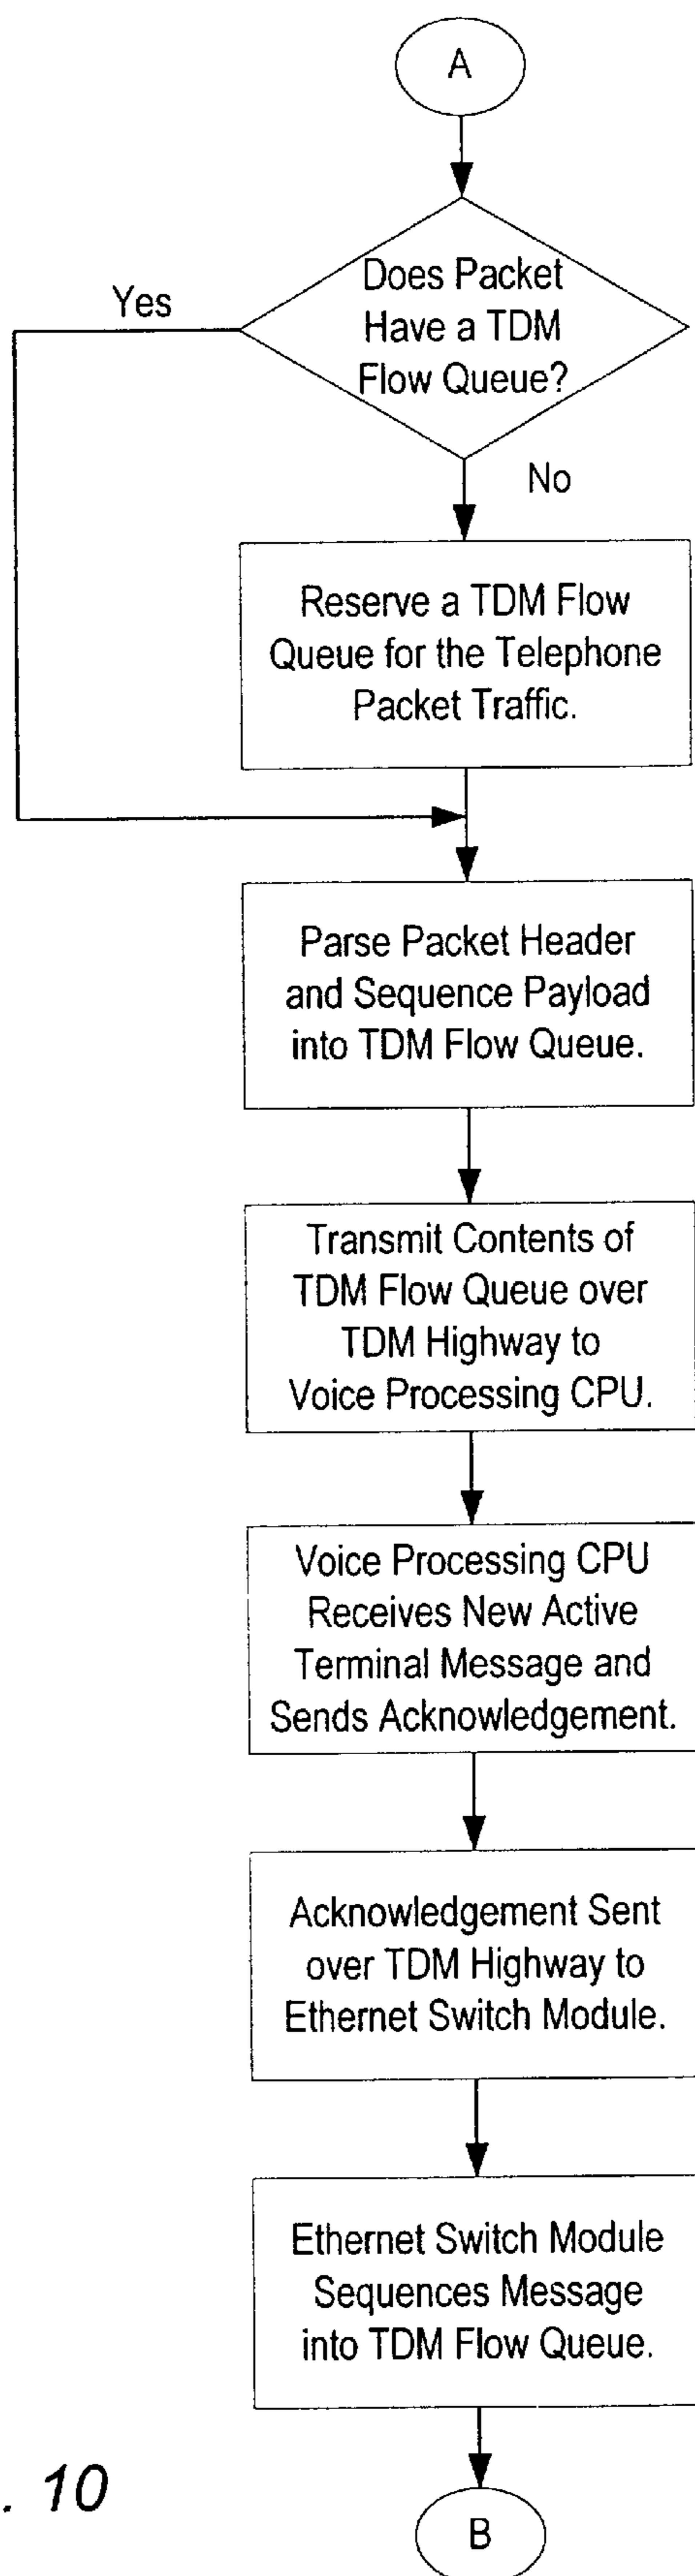 A
Does Packet
Have a TDM
Flow Queue?
Yes
No
Reserve a TDM Flow
Queue for the Telephone
Packet Traffic.
Parse Packet Header
and Sequence Payload
into TDM Flow Queue.
Transmit Contents of
TDM Flow Queue over
TDM Highway to
Voice Processing CPU.
Voice Processing CPU
Receives New Active
Terminal Message and
Sends Acknowledgement.
Acknowledgement Sent
over TDM Highway to
Ethernet Switch Module.
Ethernet Switch Module
Sequences Message
into TDM Flow Queue.
. 10
B